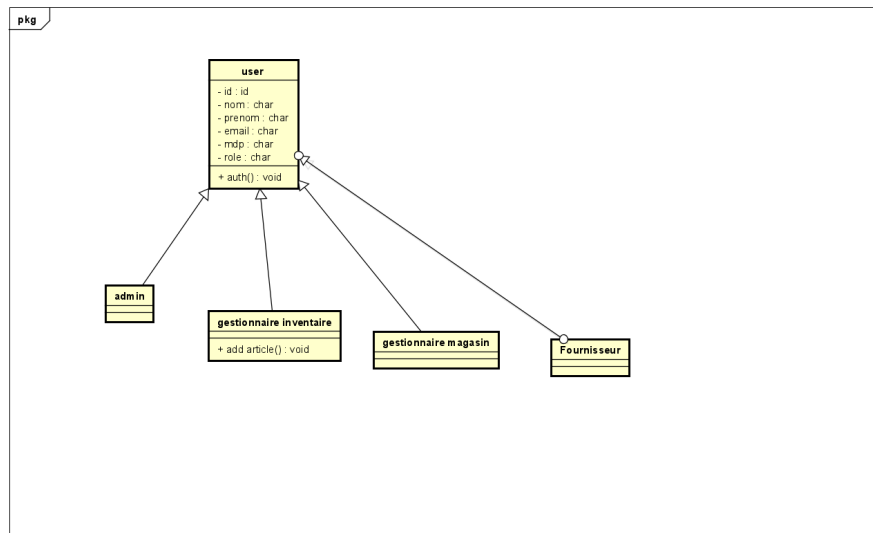 pkg
user
- id : id
- nom : char
- prenom : char
- email : char
- mdp : char
- role : char
+ auth() : void
admin
gestionnaire inventaire
+ add article() : void
gestionnaire magasin
Fournisseur